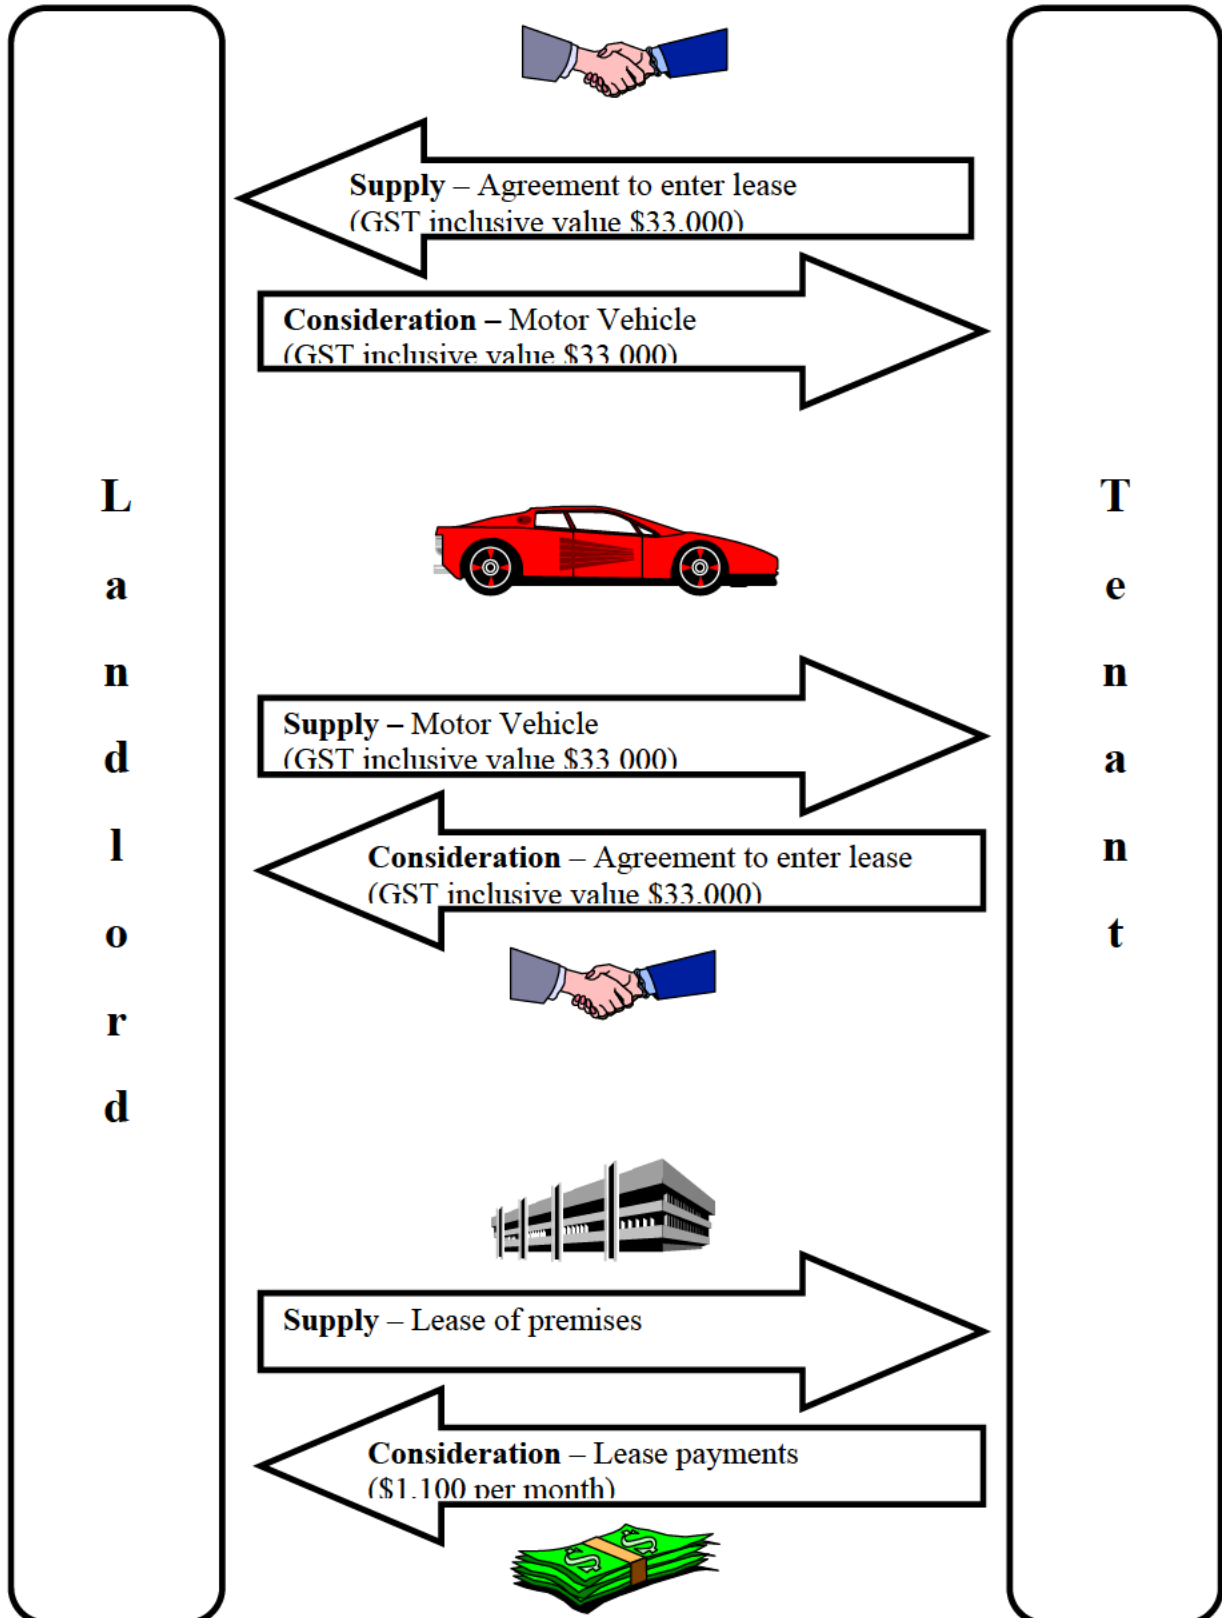 Supply – Agreement to enter lease
(GST inclusive value $33,000)
Consideration – Motor Vehicle
(GST inclusive value $33,000)
Landlord
Tenant
Supply – Motor Vehicle
(GST inclusive value $33,000)
Consideration – Agreement to enter lease
(GST inclusive value $33,000)
Supply – Lease of premises
Consideration – Lease payments
($1,100 per month)